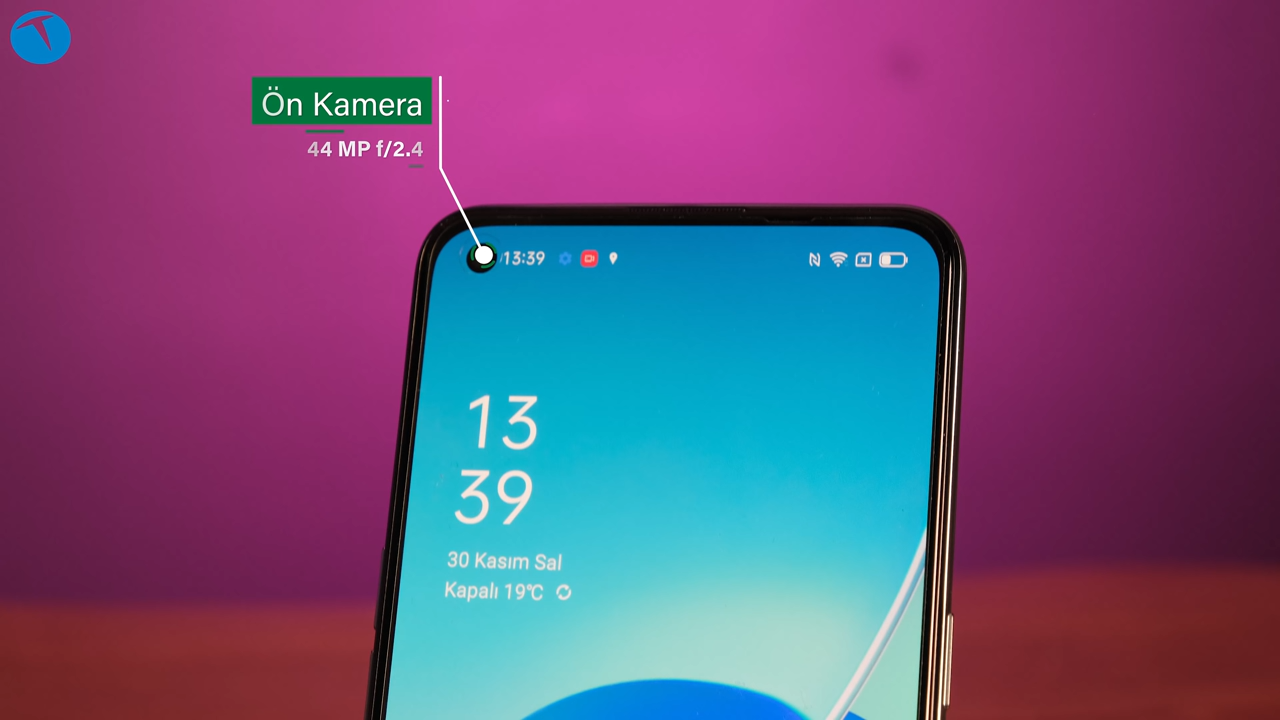 Ön Kamera
44 MP f/2.4
13:39
13
39
30 Kasım Sal
Kapalı 19°C